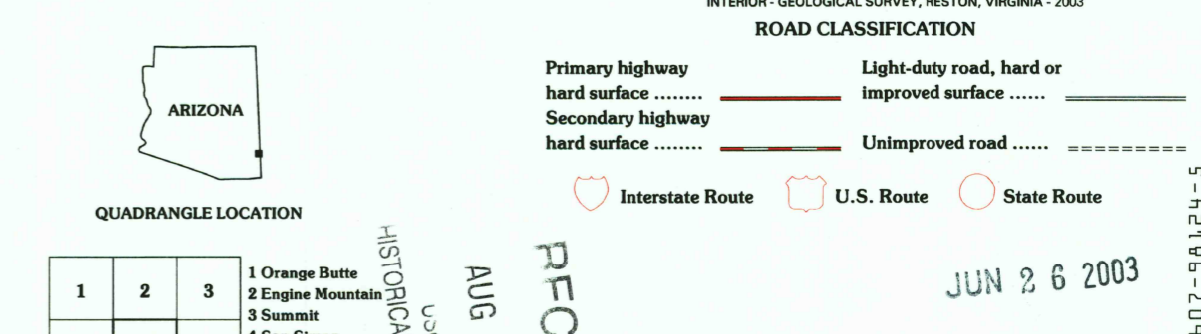 INTERIOR - GEOLOGICAL SURVEY, RESTON, VIRGINIA - 2003
ROAD CLASSIFICATION
Primary highway
hard surface ........
Light-duty road, hard or
improved surface ......
Secondary highway
hard surface ........
Unimproved road ......
Interstate Route
U.S. Route
State Route
ARIZONA
QUADRANGLE LOCATION
1 2 3
1 Orange Butte
2 Engine Mountain
3 Summit
HISTORICA
AUG
JUN 26 2003